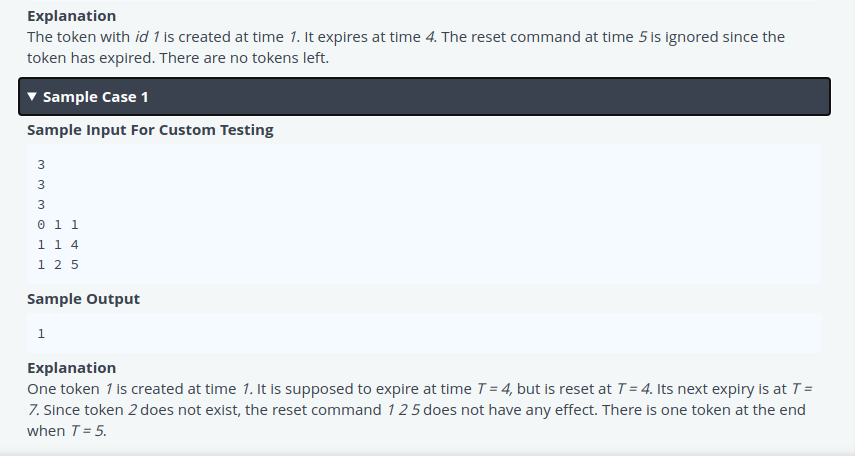 Explanation
The token with id 1 is created at time 1. It expires at time 4. The reset command at time 5 is ignored since the
token has expired. There are no tokens left.
▼ Sample Case 1
Sample Input For Custom Testing
3
3
3
0 1 1
1 1 4
1 2 5
Sample Output
1
Explanation
One token 1 is created at time 1. It is supposed to expire at time T = 4, but is reset at T = 4. Its next expiry is at T =
7. Since token 2 does not exist, the reset command 1 2 5 does not have any effect. There is one token at the end
when T = 5.